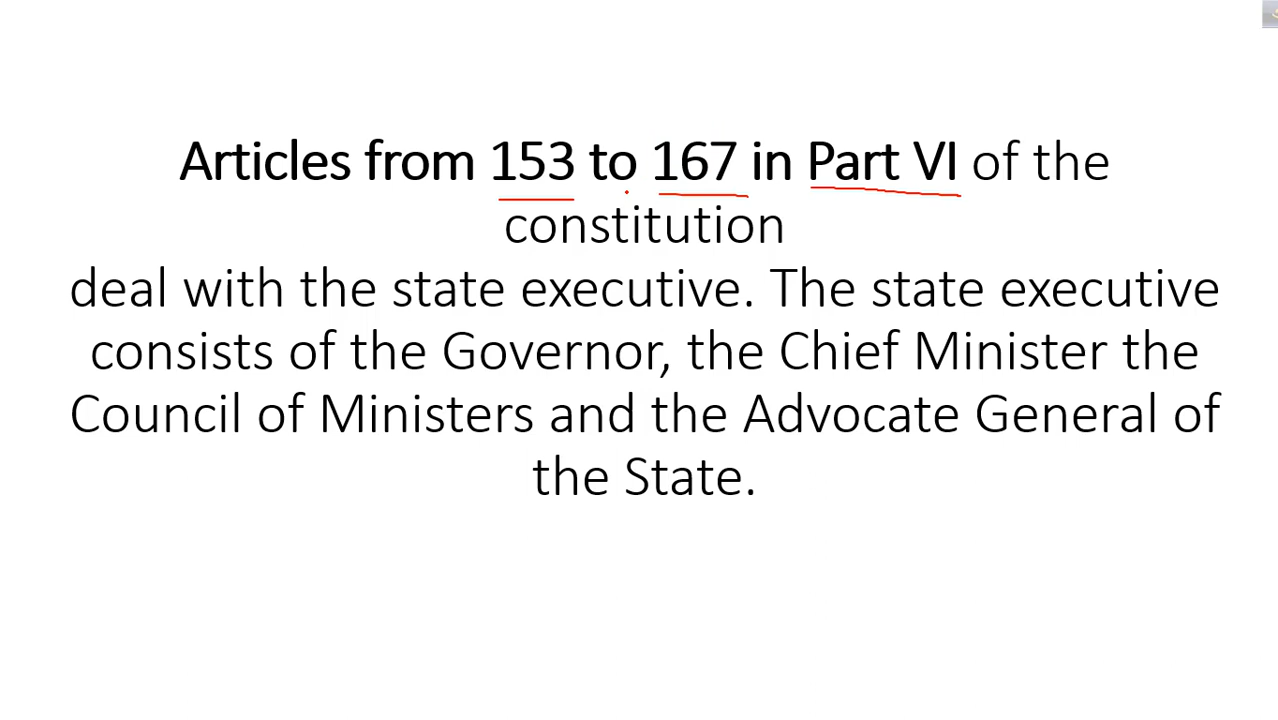 Articles from 153 to 167 in Part VI of the
constitution
deal with the state executive. The state executive
consists of the Governor, the Chief Minister the
Council of Ministers and the Advocate General of
the State.